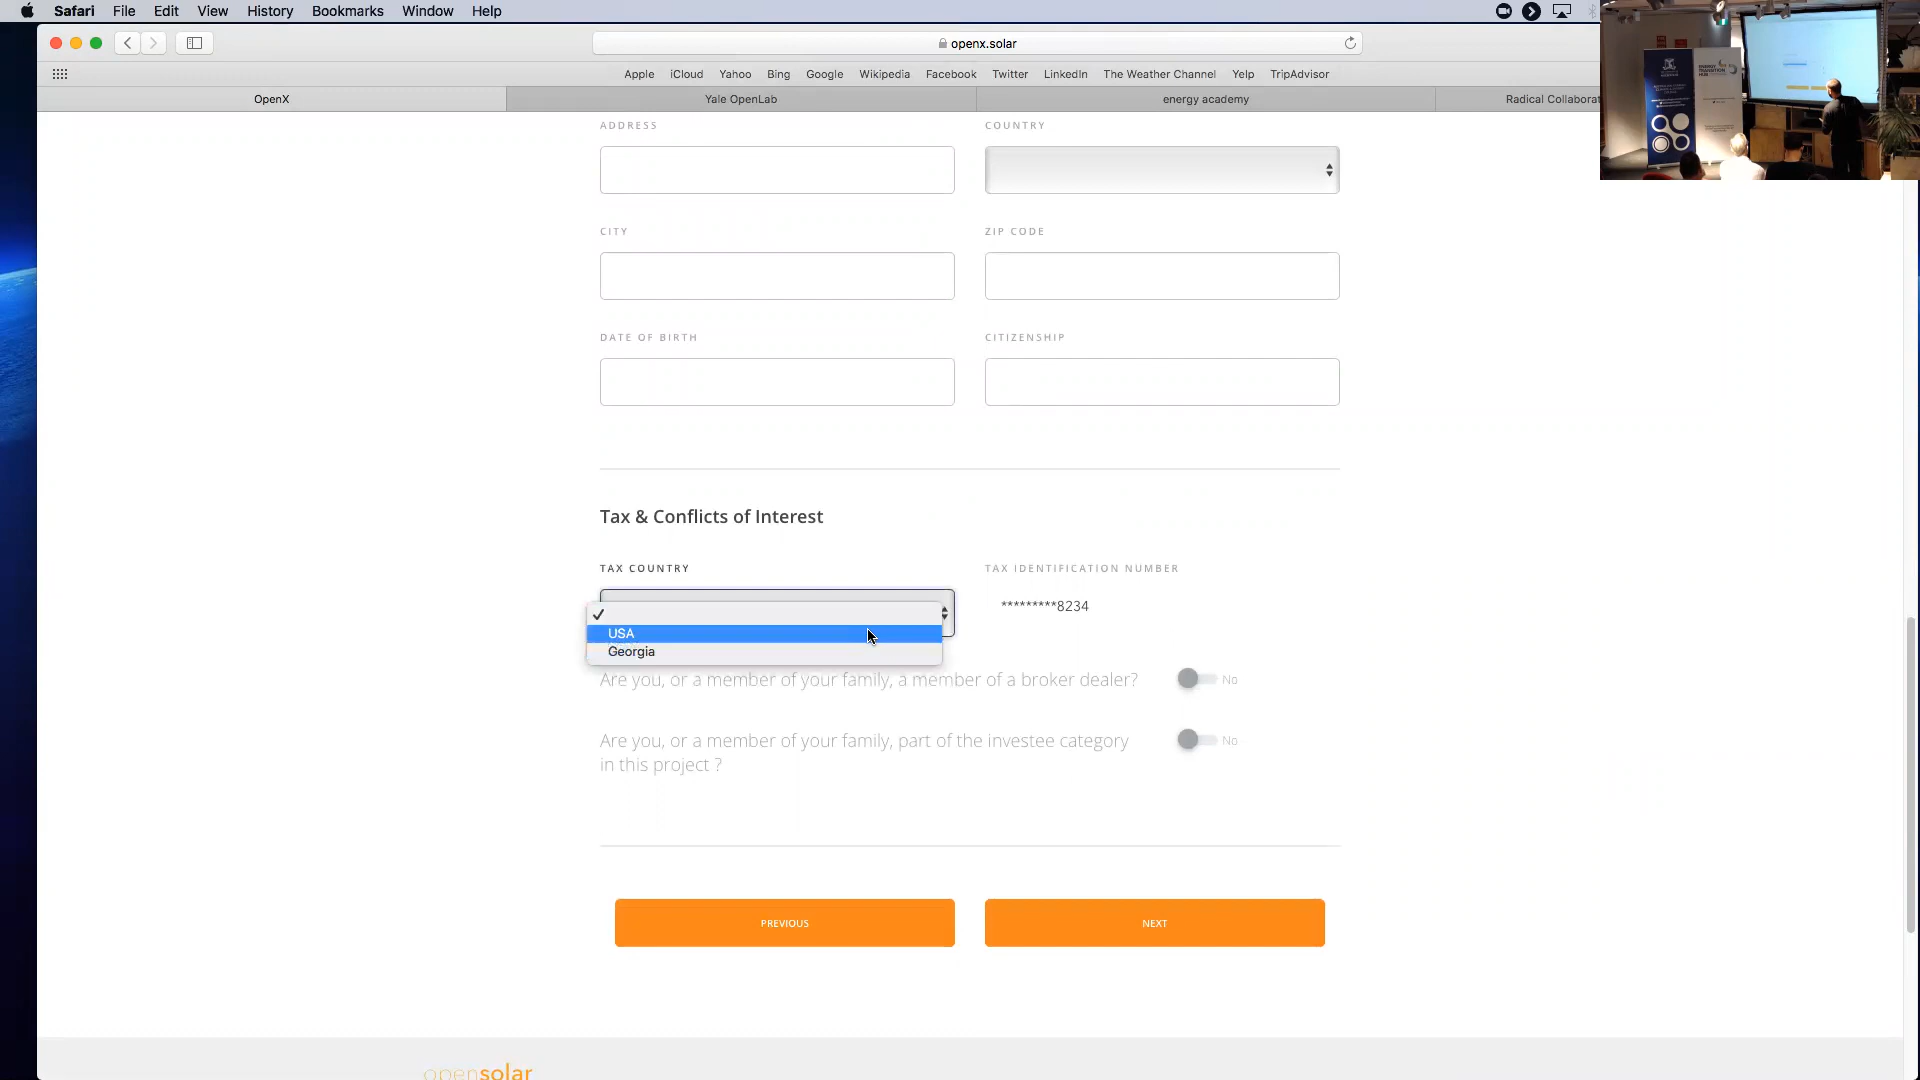 Safari File Edit View History Bookmarks Window Help
openx.solar
Apple iCloud Yahoo Bing Google Wikipedia Facebook Twitter LinkedIn The Weather Channel Yelp TripAdvisor
OpenX Yale OpenLab energy academy Radical Collaborat
ADDRESS COUNTRY
CITY ZIP CODE
DATE OF BIRTH CITIZENSHIP
Tax & Conflicts of Interest
TAX COUNTRY TAX IDENTIFICATION NUMBER
*********8234
USA
Georgia
Are you, or a member of your family, a member of a broker dealer? No
Are you, or a member of your family, part of the investee category No
in this project ?
PREVIOUS NEXT
opensolar
ENERGY
TRANSITION
HUB